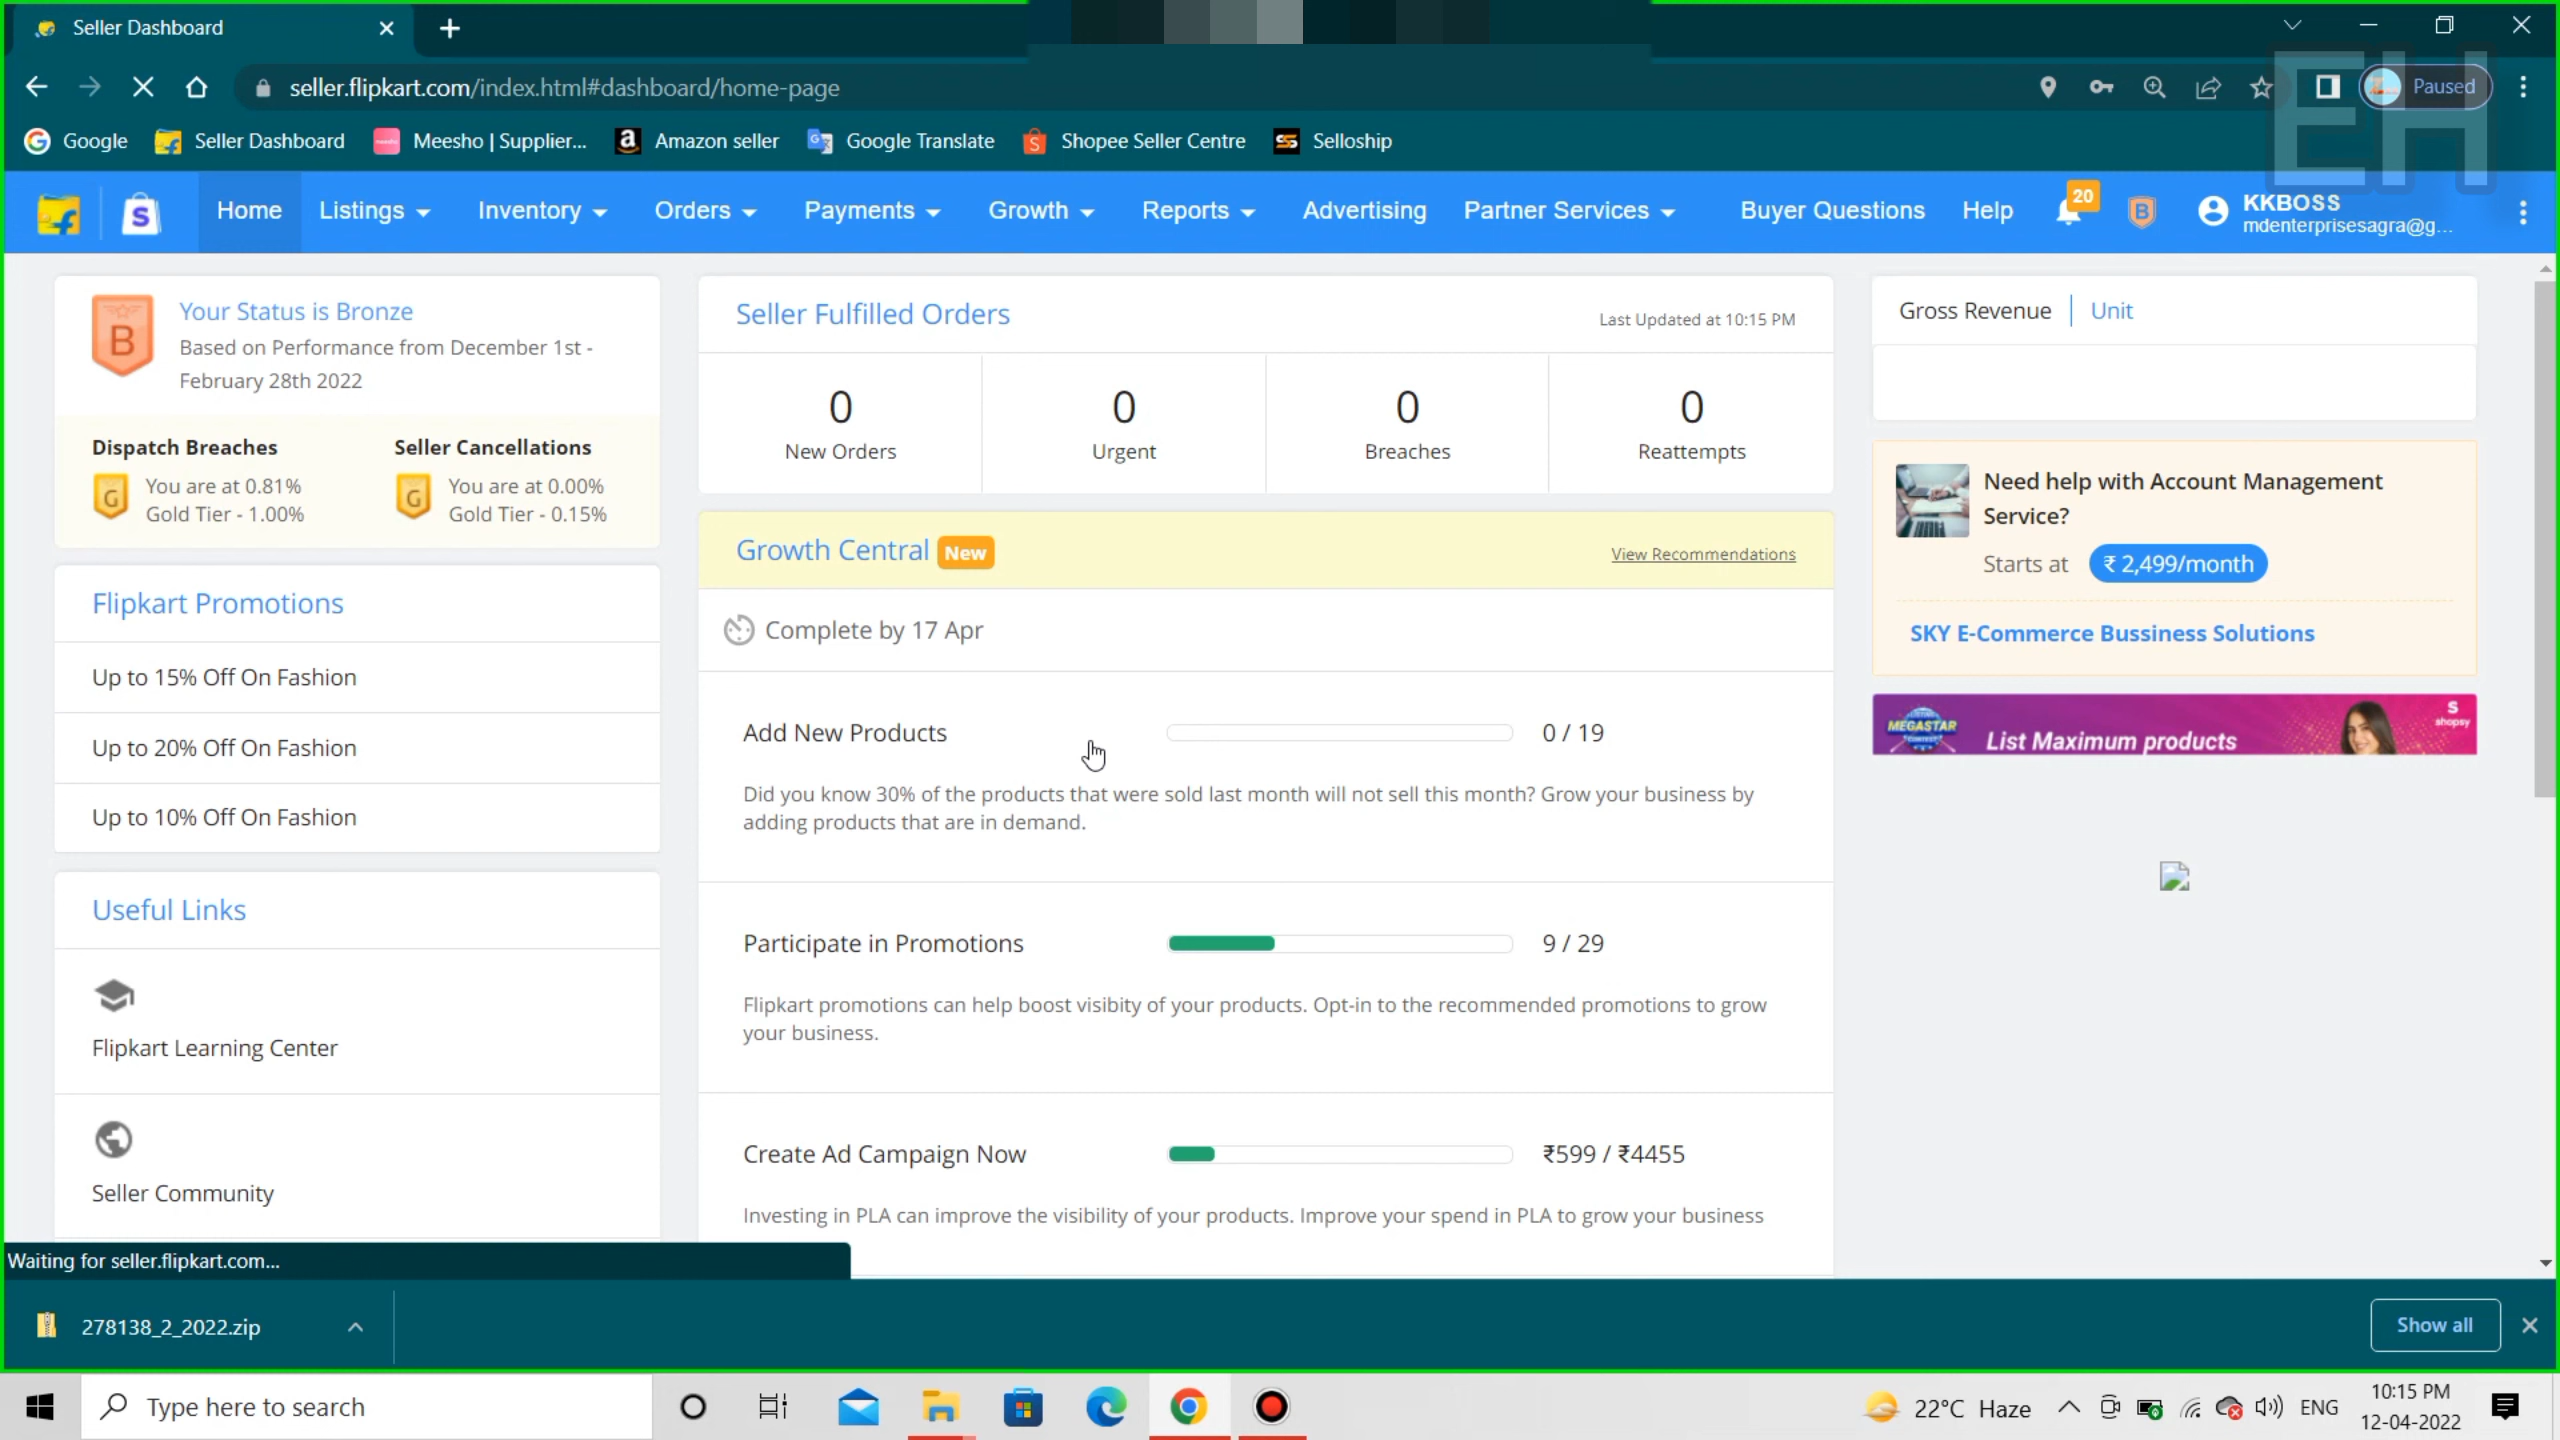 Seller Dashboard
EH
seller.flipkart.com/index.html#dashboard/home-page
Paused
Google
Seller Dashboard
Meesho | Supplier...
Amazon seller
Google Translate
Shopee Seller Centre
Selloship
Home
Listings
Inventory
Orders
Payments
Growth
Reports
Advertising
Partner Services
Buyer Questions
Help
20
B
KKBOSS
mdenterprisesagra@g...
B
Your Status is Bronze
Based on Performance from December 1st -
February 28th 2022
Dispatch Breaches
G
You are at 0.81%
Gold Tier - 1.00%
Seller Cancellations
G
You are at 0.00%
Gold Tier - 0.15%
Flipkart Promotions
Up to 15% Off On Fashion
Up to 20% Off On Fashion
Up to 10% Off On Fashion
Useful Links
Flipkart Learning Center
Seller Community
Seller Fulfilled Orders
Last Updated at 10:15 PM
0
New Orders
0
Urgent
0
Breaches
0
Reattempts
Growth Central New
View Recommendations
Complete by 17 Apr
Add New Products
0 / 19
Did you know 30% of the products that were sold last month will not sell this month? Grow your business by
adding products that are in demand.
Participate in Promotions
9 / 29
Flipkart promotions can help boost visibity of your products. Opt-in to the recommended promotions to grow
your business.
Create Ad Campaign Now
₹599 / ₹4455
Investing in PLA can improve the visibility of your products. Improve your spend in PLA to grow your business
Gross Revenue
Unit
Need help with Account Management
Service?
Starts at ₹ 2,499/month
SKY E-Commerce Bussiness Solutions
MEGASTAR
List Maximum products
S
shopsy
Waiting for seller.flipkart.com...
278138_2_2022.zip
Show all
Type here to search
22°C Haze
ENG
10:15 PM
12-04-2022